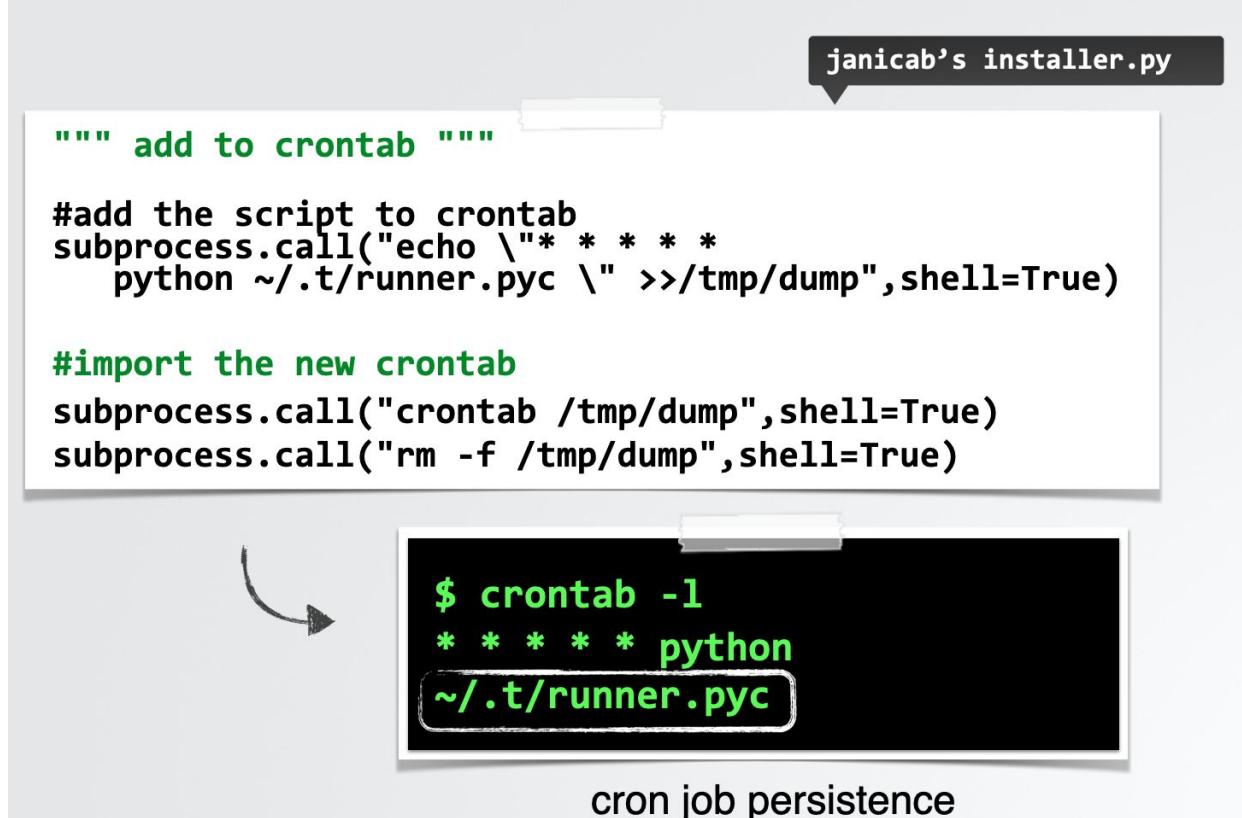 janicab’s installer.py
""" add to crontab """
#add the script to crontab
subprocess.call("echo \"* * * * *
python ~/.t/runner.pyc \" >>/tmp/dump",shell=True)
#import the new crontab
subprocess.call("crontab /tmp/dump",shell=True)
subprocess.call("rm -f /tmp/dump",shell=True)
$ crontab -l
* * * * * python
~/.t/runner.pyc
cron job persistence